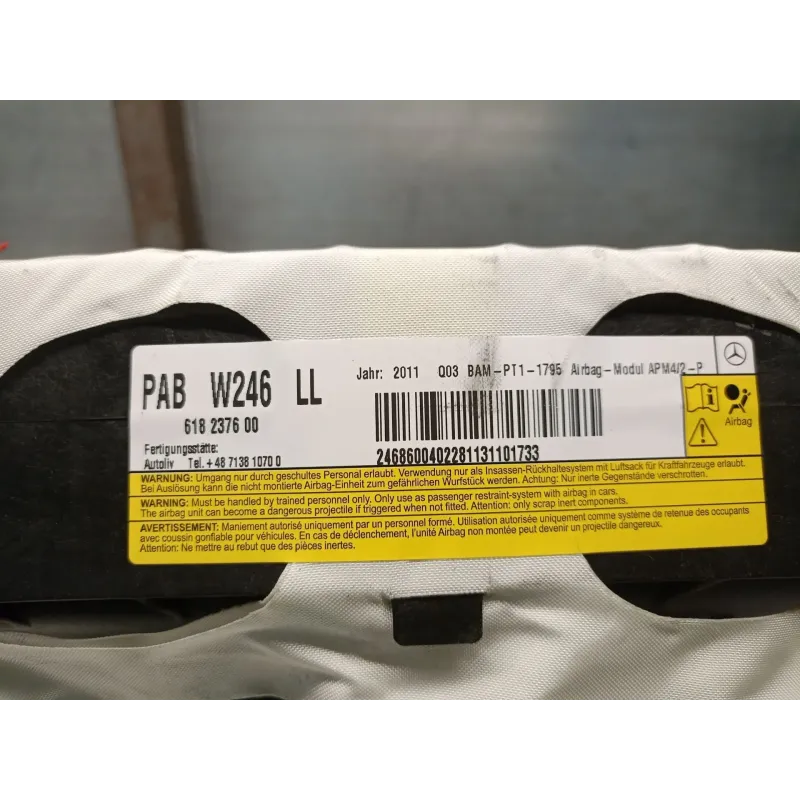 PAB W246 LL
618 2376 00
Fertigungsstätte:
Autoliv Tel. +48 71381070 0
Jahr: 2011 Q03 BAM-PT1-1795 Airbag-Modul APM4/2-P
2468600402281131101733
Airbag
WARNUNG: Umgang nur durch geschultes Personal erlaubt. Verwendung nur als Insassen-Rückhaltesystem mit Luftsack für Kraftfahrzeuge erlaubt.
Bei Auslösung kann die nicht montierte Airbag-Einheit zum gefährlichen Wurfstück werden. Achtung: Nur inerte Gegenstände verschrotten.
WARNING: Must be handled by trained personnel only. Only use as passenger restraint-system with airbag in cars.
The airbag unit can become a dangerous projectile if triggered when not fitted. Attention: only scrap inert components.
AVERTISSEMENT: Maniement autorisé uniquement par un personnel formé. Utilisation autorisée uniquement comme système de retenue des occupants
avec coussin gonflable pour véhicules. En cas de déclenchement, l'unité Airbag non montée peut devenir un projectile dangereux.
Attention: Ne mettre au rebut que des pièces inertes.